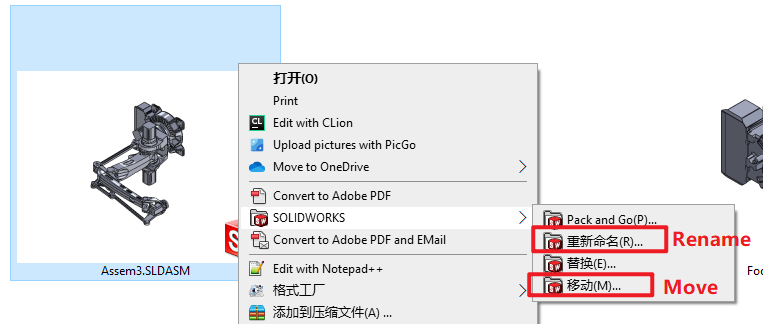 打开(O)
Print
CL Edit with CLion
Upload pictures with PicGo
Move to OneDrive
Convert to Adobe PDF
SOLIDWORKS
Pack and Go(P)...
Convert to Adobe PDF and EMail
重新命名(R)... Rename
Assem3.SLDASM
Edit with Notepad++
替换(E)...
Foo
格式工厂
移动(M)... Move
添加到压缩文件(A) ...